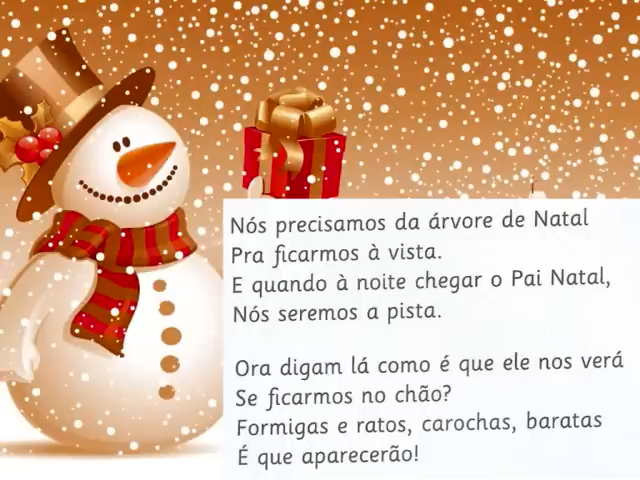 Nós precisamos da árvore de Natal
Pra ficarmos à vista.
E quando à noite chegar o Pai Natal,
Nós seremos a pista.
Ora digam lá como é que ele nos verá
Se ficarmos no chão?
Formigas e ratos, carochas, baratas
É que aparecerão!